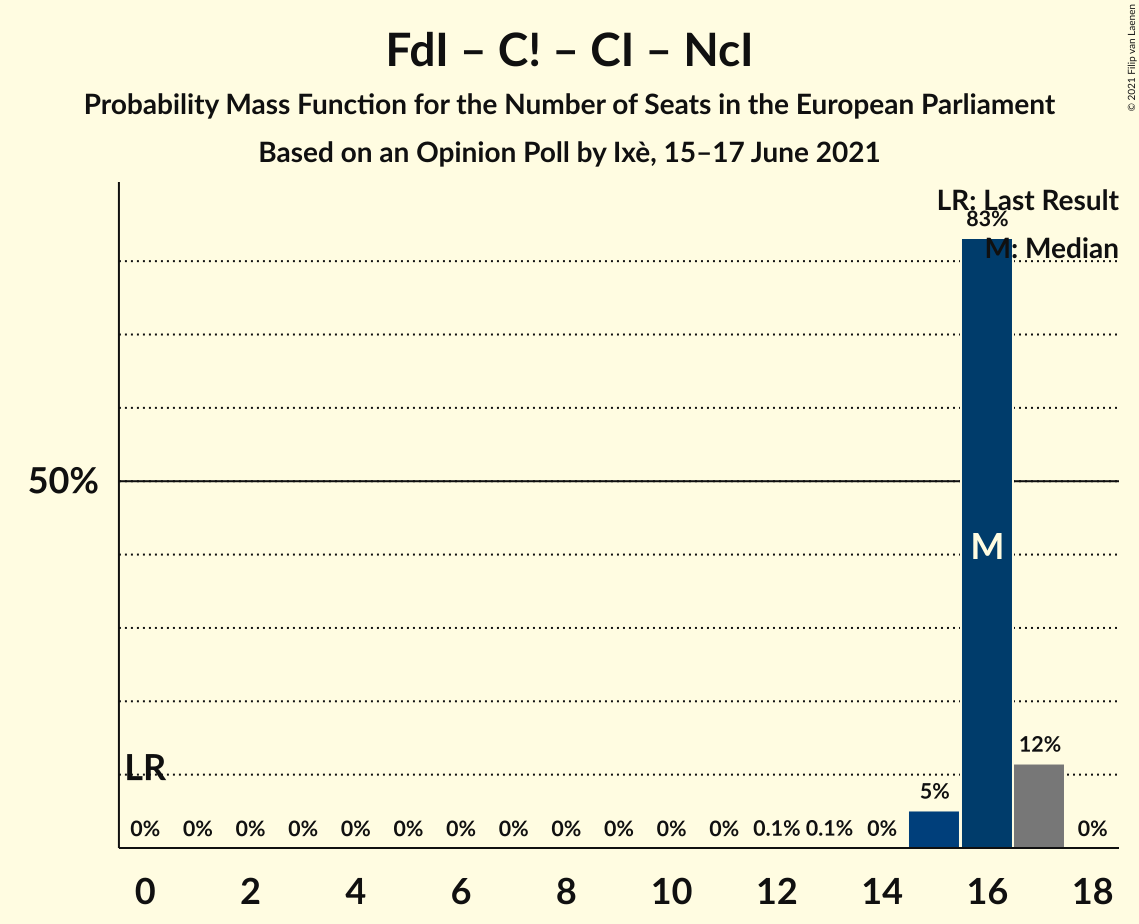 FdI – C! – CI – NcI
Probability Mass Function for the Number of Seats in the European Parliament
Based on an Opinion Poll by Ixè, 15–17 June 2021
© 2021 Filip van Laenen
LR: Last Result
83%
M: Median
50%
M
LR
12%
5%
0% 0% 0% 0% 0% 0% 0% 0% 0% 0% 0% 0% 0.1% 0.1% 0% 0%
0 2 4 6 8 10 12 14 16 18